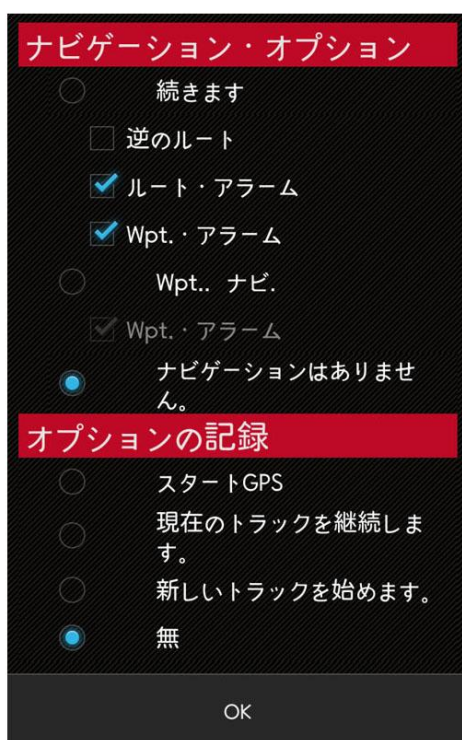 ナビゲーション・オプション
続きます
逆のルート
ルート・アラーム
Wpt.・アラーム
Wpt.. ナビ.
Wpt.・アラーム
ナビゲーションはありませ
ん。
オプションの記録
スタートGPS
現在のトラックを継続しま
す。
新しいトラックを始めます。
無
OK